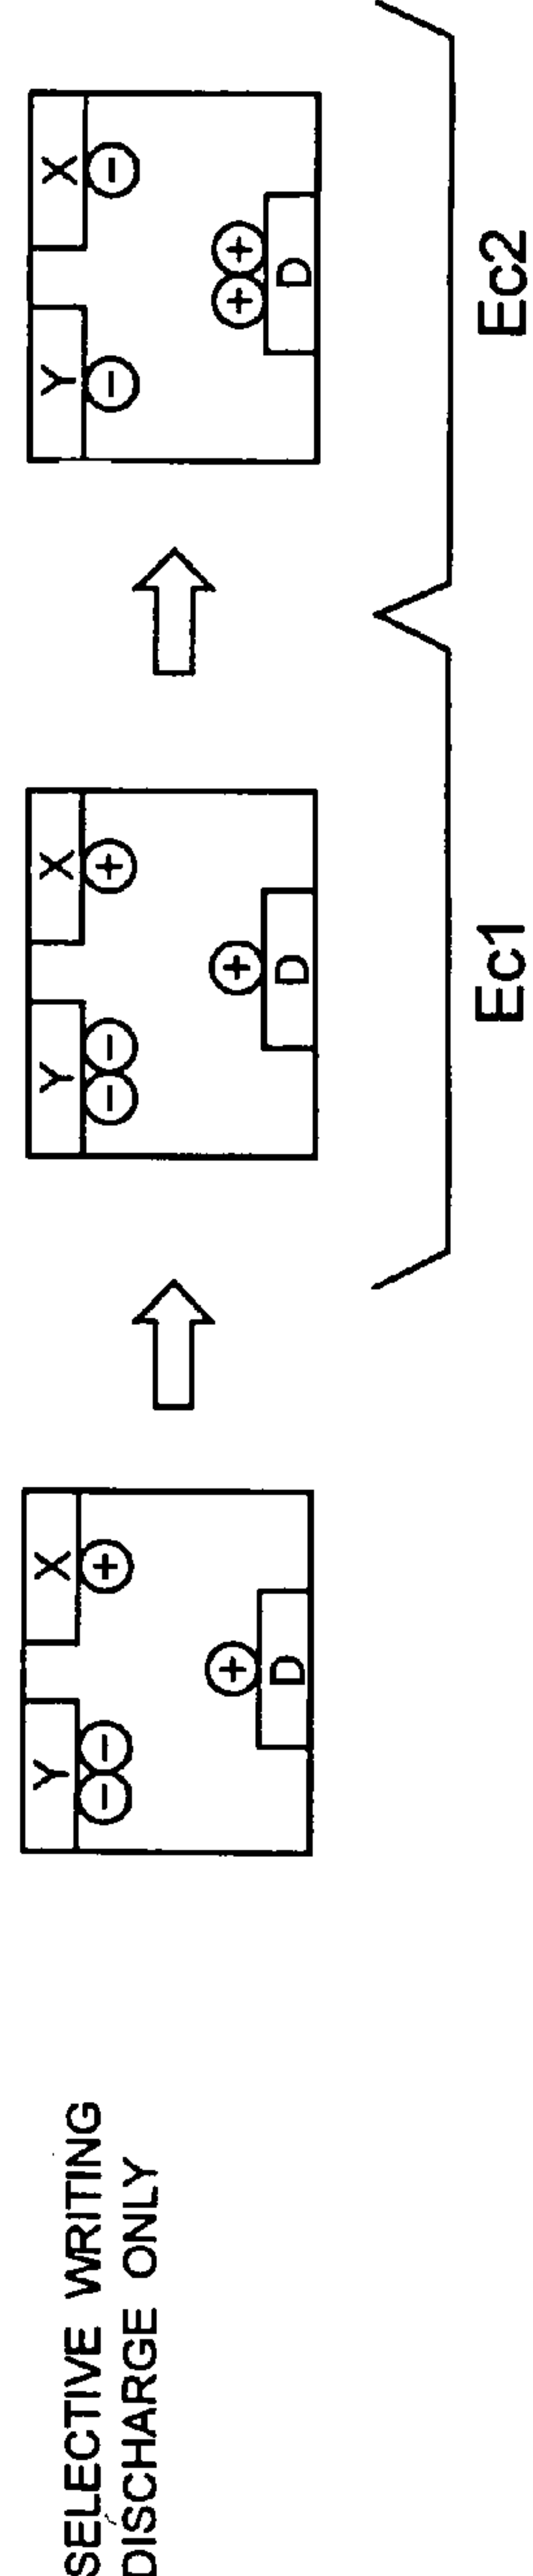 SELECTIVE WRITING
DISCHARGE ONLY
Y X
− − +
+
D
Y X
− − +
+
D
Y X
− −
+ +
D
Ec1 Ec2